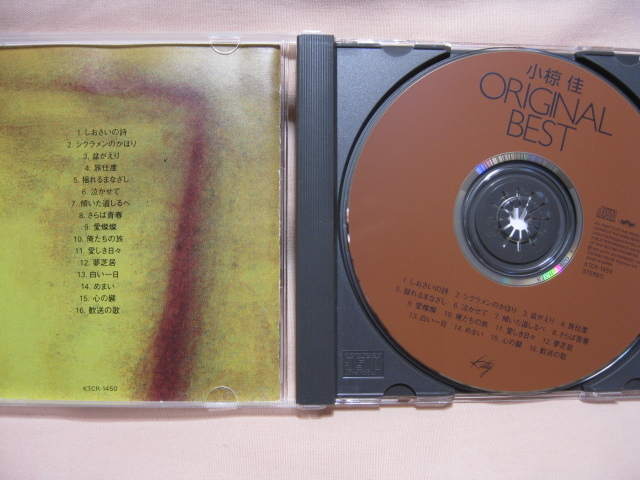 1. しおさいの詩
2. シクラメンのかほり
3. 盆がえり
4. 旅仕度
5. 揺れるまなざし
6. 泣かせて
7. 傾いた道しるべ
8. さらば青春
9. 愛燦燦
10. 俺たちの旅
11. 愛しき日々
12. 夢芝居
13. 白い一日
14. めまい
15. 心の襞
16. 歓送の歌
KTCR-1460
小椋 佳
ORIGINAL
BEST
KTCR-1460
STEREO
1. しおさいの詩 2. シクラメンのかほり 3. 盆がえり 4. 旅仕度
5. 揺れるまなざし 6. 泣かせて 7. 傾いた道しるべ 8. さらば青春
9. 愛燦燦 10. 俺たちの旅 11. 愛しき日々 12. 夢芝居
13. 白い一日 14. めまい 15. 心の襞 16. 歓送の歌
Kitty